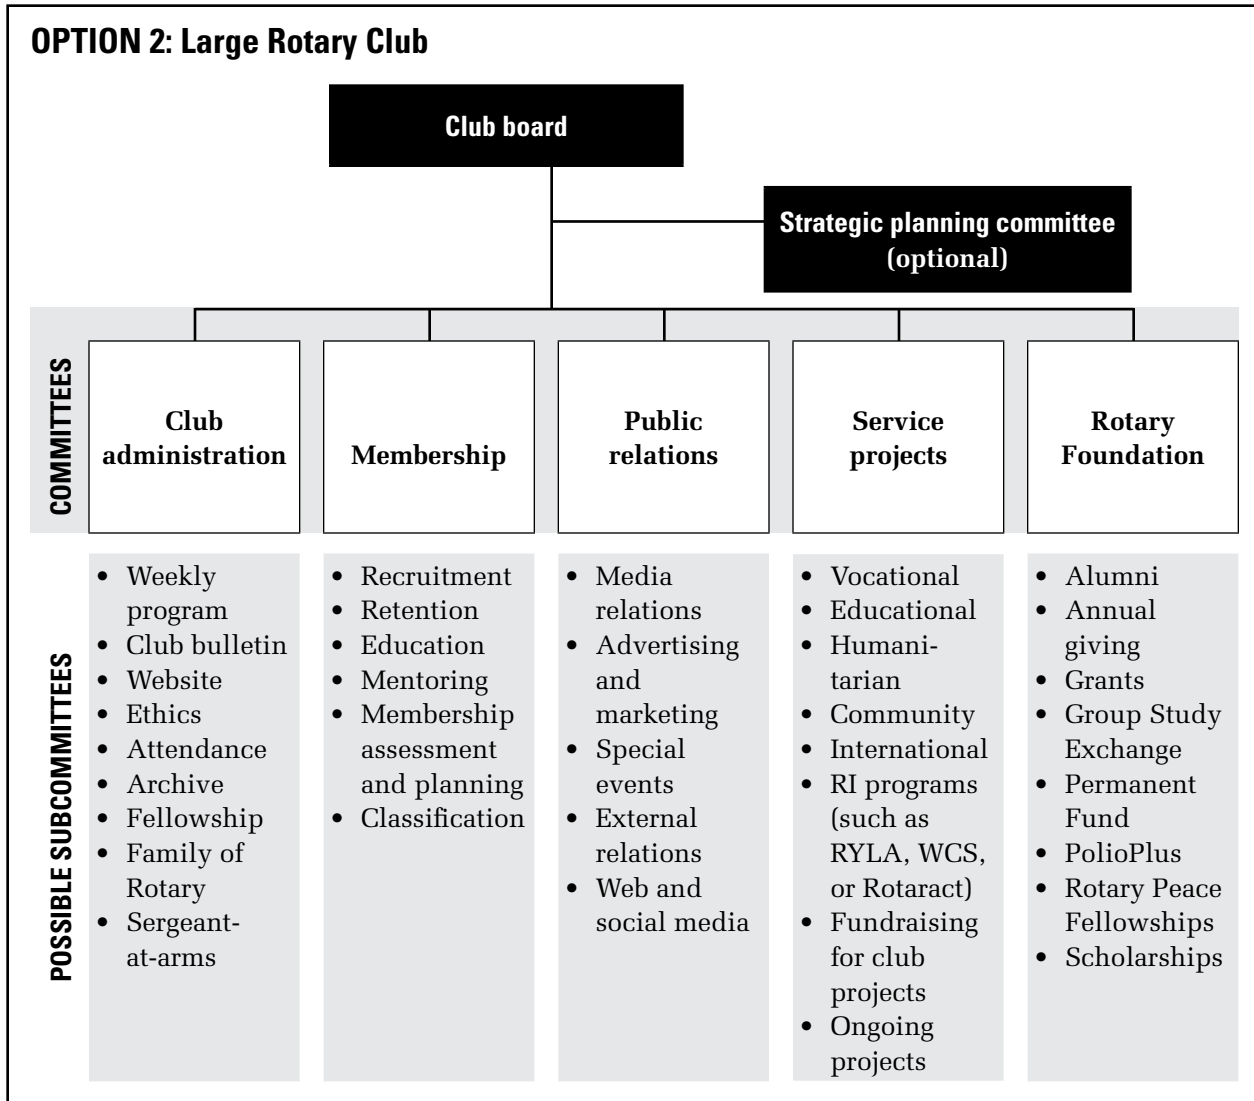 OPTION 2: Large Rotary Club
Club board
Strategic planning committee
(optional)
COMMITTEES
Club
administration
Membership
Public
relations
Service
projects
Rotary
Foundation
POSSIBLE SUBCOMMITTEES
• Weekly
program
• Club bulletin
• Website
• Ethics
• Attendance
• Archive
• Fellowship
• Family of
Rotary
• Sergeant-
at-arms
• Recruitment
• Retention
• Education
• Mentoring
• Membership
assessment
and planning
• Classification
• Media
relations
• Advertising
and
marketing
• Special
events
• External
relations
• Web and
social media
• Vocational
• Educational
• Humani-
tarian
• Community
• International
• RI programs
(such as
RYLA, WCS,
or Rotaract)
• Fundraising
for club
projects
• Ongoing
projects
• Alumni
• Annual
giving
• Grants
• Group Study
Exchange
• Permanent
Fund
• PolioPlus
• Rotary Peace
Fellowships
• Scholarships